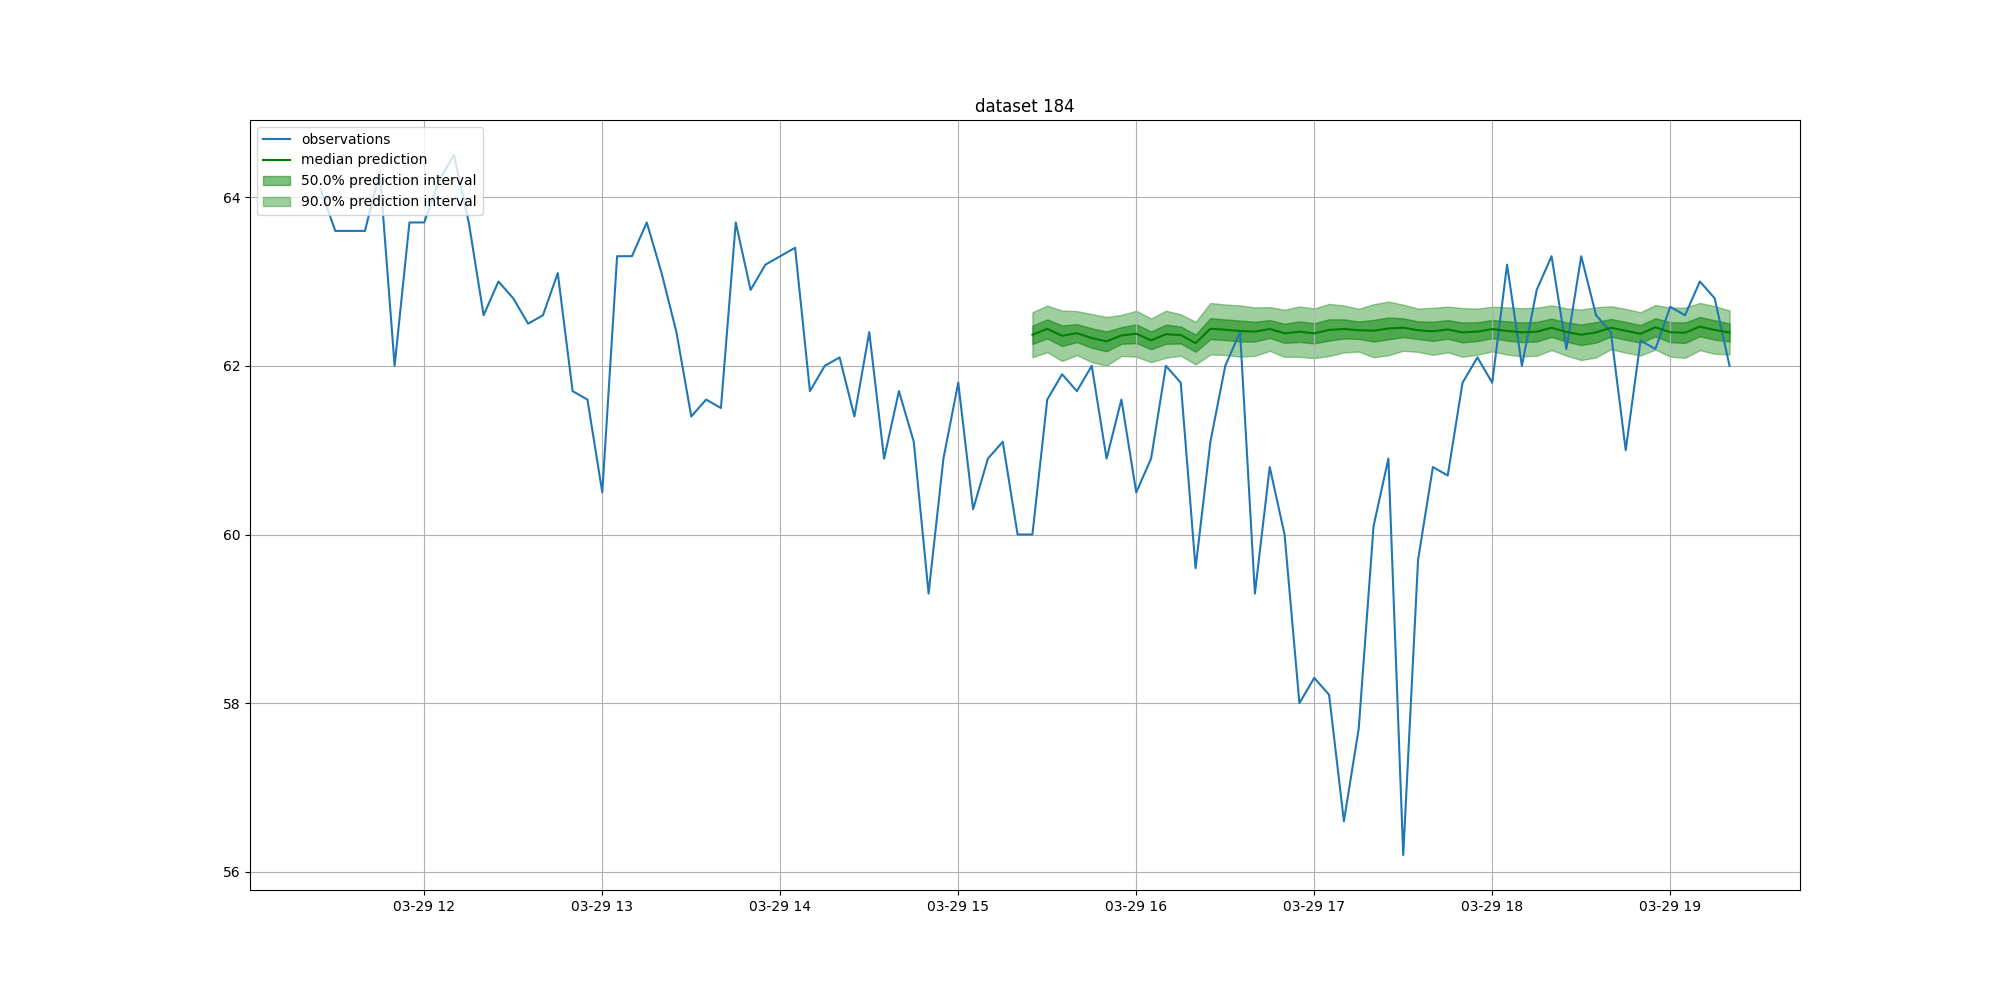 dataset 184
observations
median prediction
50.0% prediction interval
90.0% prediction interval
64
62
60
58
56
03-29 12
03-29 13
03-29 14
03-29 15
03-29 16
03-29 17
03-29 18
03-29 19